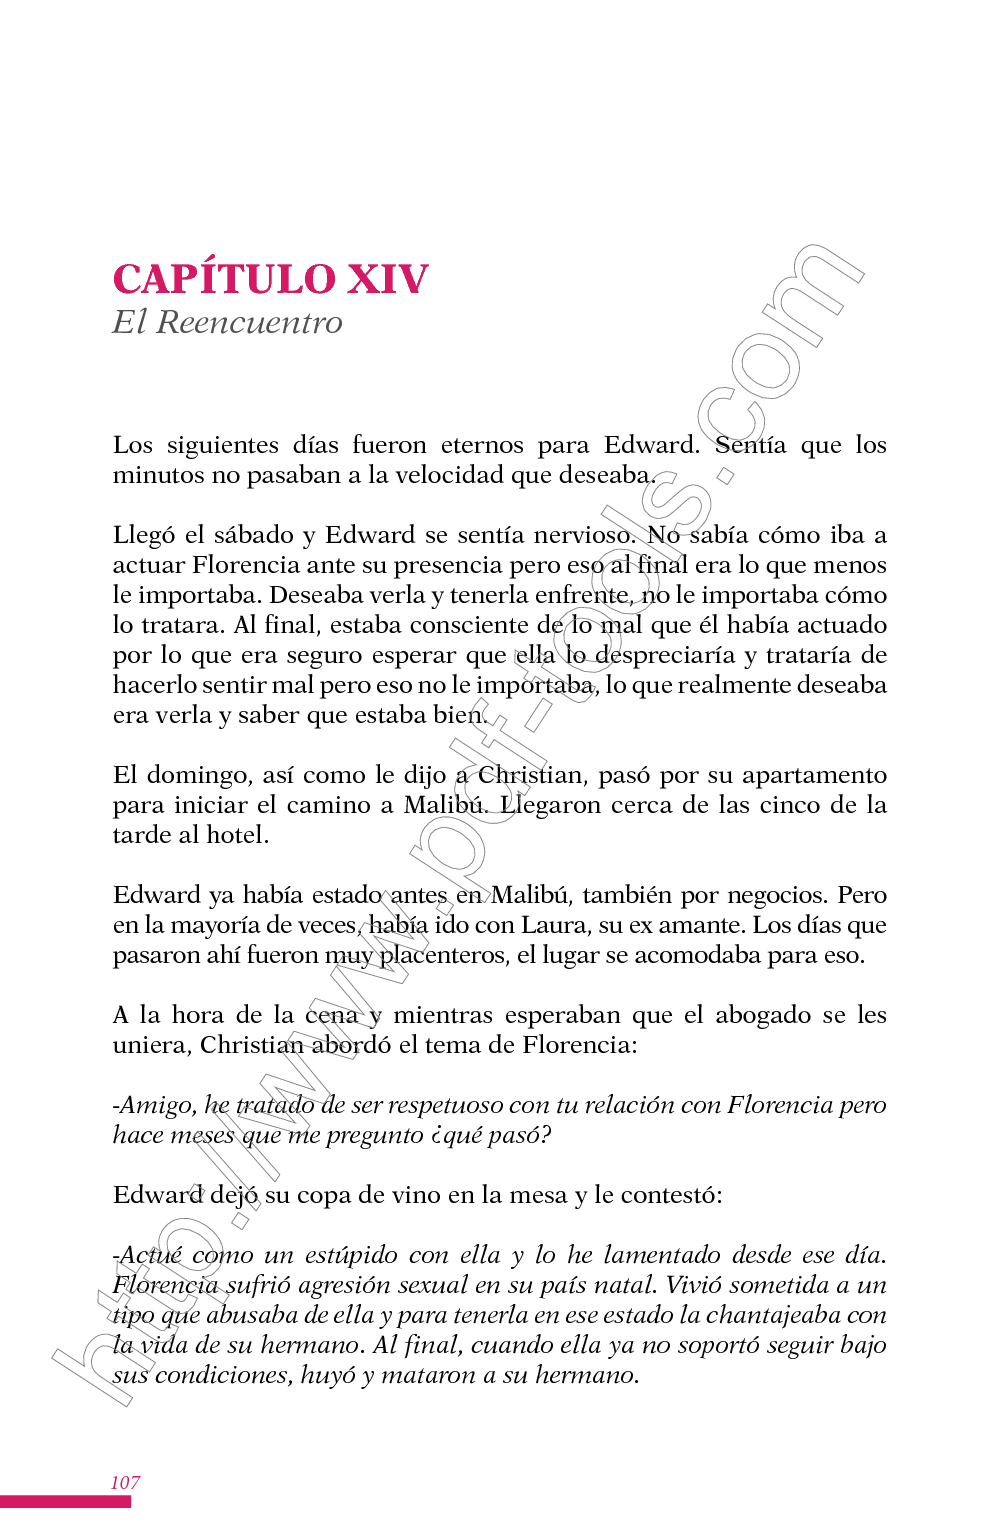 CAPÍTULO XIV
El Reencuentro
Los siguientes días fueron eternos para Edward. Sentía que los
minutos no pasaban a la velocidad que deseaba.
Llegó el sábado y Edward se sentía nervioso. No sabía cómo iba a
actuar Florencia ante su presencia pero eso al final era lo que menos
le importaba. Deseaba verla y tenerla enfrente, no le importaba cómo
lo tratara. Al final, estaba consciente de lo mal que él había actuado
por lo que era seguro esperar que ella lo despreciaría y trataría de
hacerlo sentir mal pero eso no le importaba, lo que realmente deseaba
era verla y saber que estaba bien.
El domingo, así como le dijo a Christian, pasó por su apartamento
para iniciar el camino a Malibú. Llegaron cerca de las cinco de la
tarde al hotel.
Edward ya había estado antes en Malibú, también por negocios. Pero
en la mayoría de veces, había ido con Laura, su ex amante. Los días que
pasaron ahí fueron muy placenteros, el lugar se acomodaba para eso.
A la hora de la cena y mientras esperaban que el abogado se les
uniera, Christian abordó el tema de Florencia:
-Amigo, he tratado de ser respetuoso con tu relación con Florencia pero
hace meses que me pregunto ¿qué pasó?
Edward dejó su copa de vino en la mesa y le contestó:
-Actué como un estúpido con ella y lo he lamentado desde ese día.
Florencia sufrió agresión sexual en su país natal. Vivió sometida a un
tipo que abusaba de ella y para tenerla en ese estado la chantajeaba con
la vida de su hermano. Al final, cuando ella ya no soportó seguir bajo
sus condiciones, huyó y mataron a su hermano.
107
http://www.pdf-tools.com